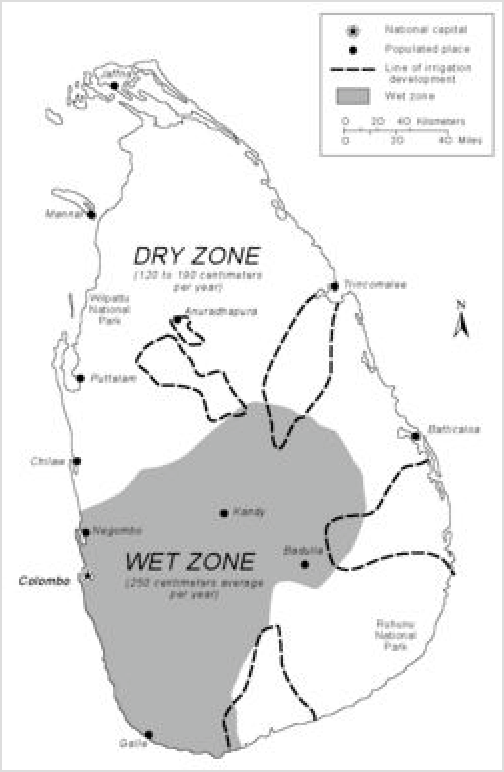 National capital
Populated place
Line of irrigation
development
Wet zone
0 20 40 Kilometers
0 20 40 Miles
Jaffna
Mannar
DRY ZONE
(120 to 190 centimeters
per year)
Trincomalee
Wilpattu
National
Park
Anuradhapura
N
Puttalam
Batticaloa
Chilaw
Kandy
Negombo
Badulla
WET ZONE
(250 centimeters average
per year)
Colombo
Ruhunu
National
Park
Galle